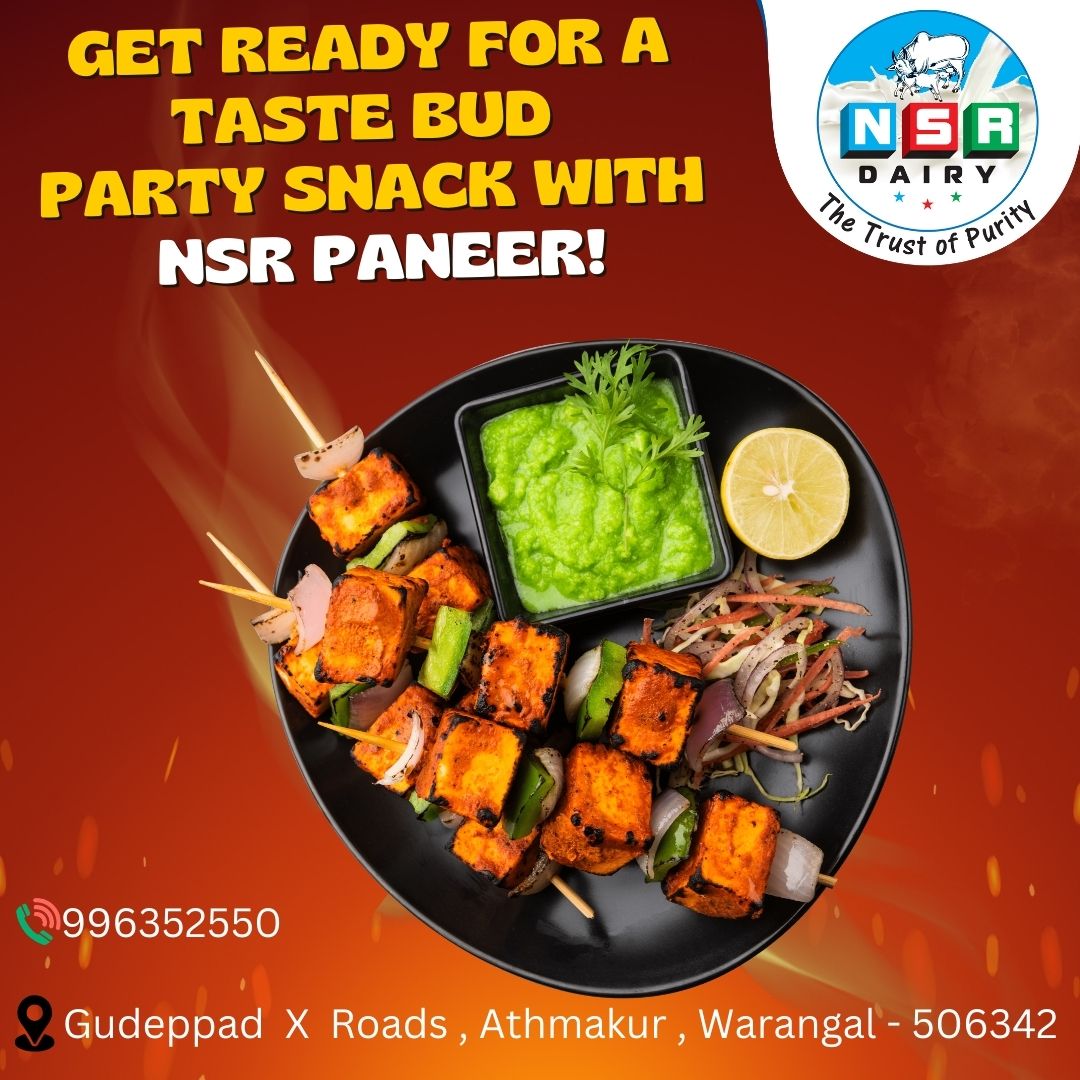 GET READY FOR A
TASTE BUD
PARTY SNACK WITH
NSR PANEER!
NSR
DAIRY
The Trust of Purity
996352550
Gudeppad X Roads , Athmakur , Warangal - 506342